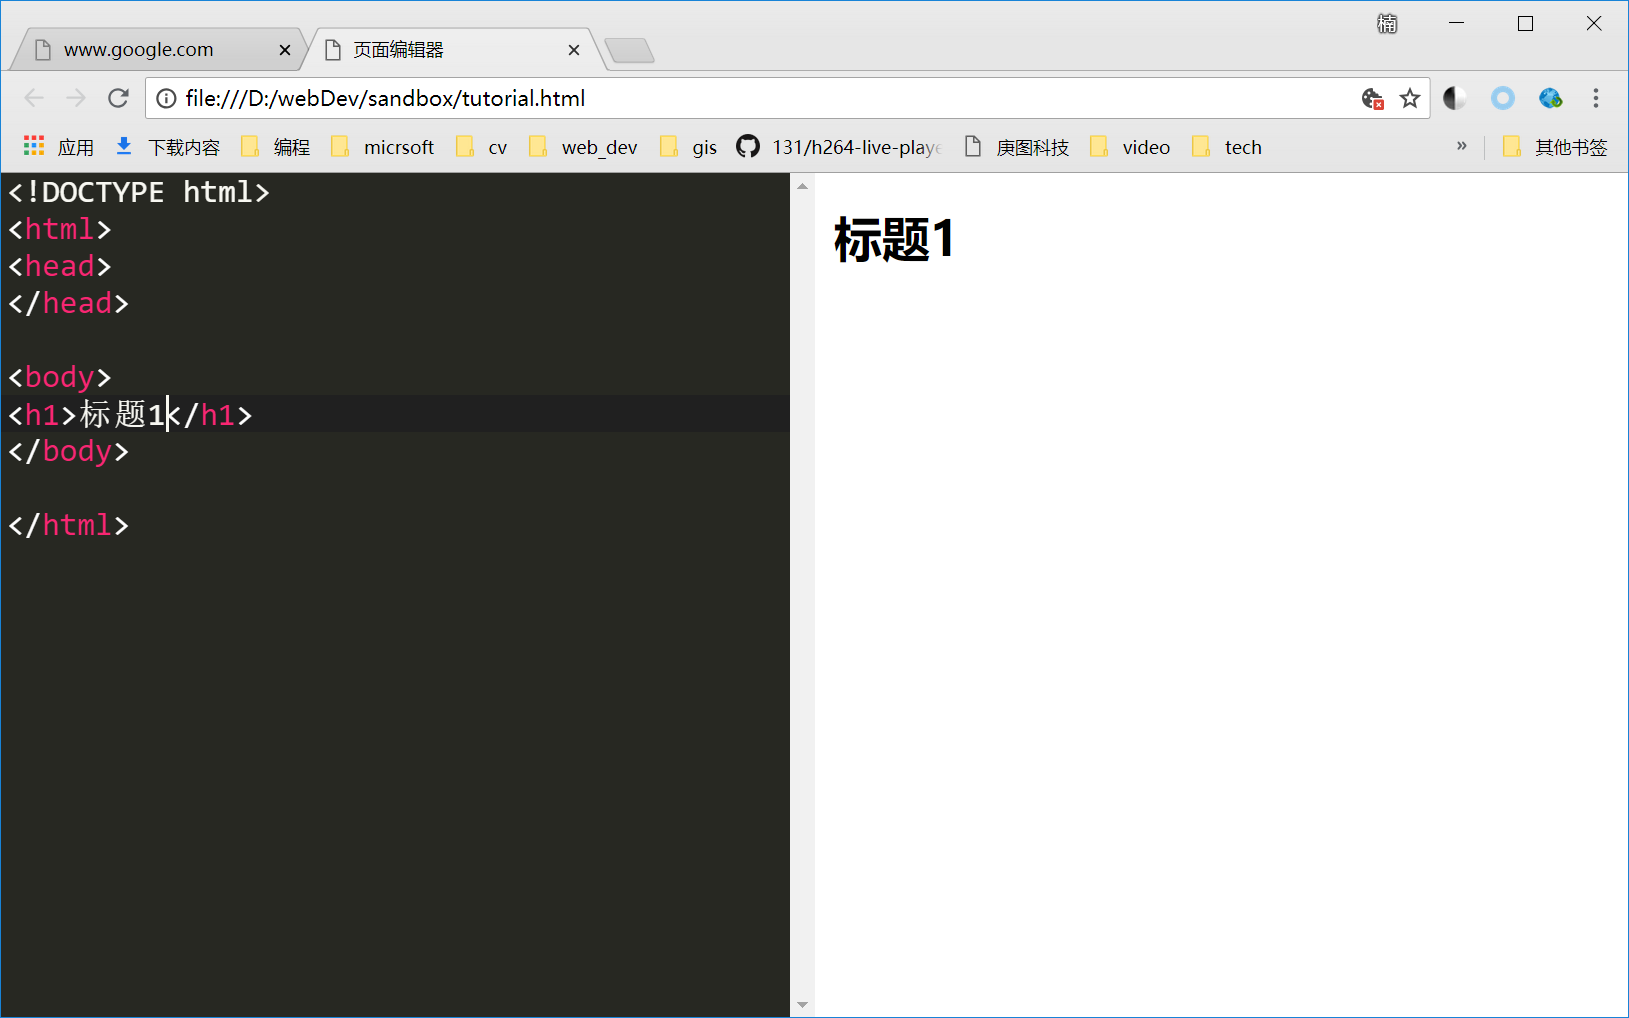 楠
www.google.com
页面编辑器
file:///D:/webDev/sandbox/tutorial.html
应用 下载内容 编程 micrsoft cv web_dev gis 131/h264-live-playe 庚图科技 video tech » 其他书签
<!DOCTYPE html>
<html>
<head>
</head>
<body>
<h1>标题1</h1>
</body>
</html>
标题1